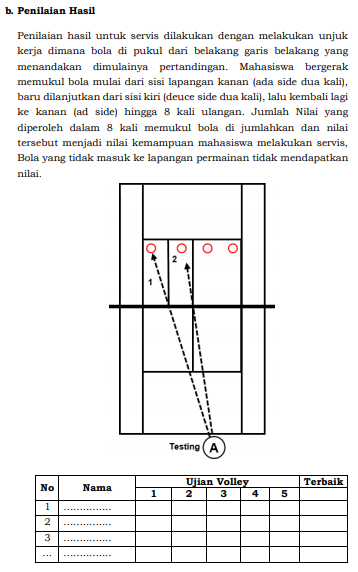 b. Penilaian Hasil
Penilaian hasil untuk servis dilakukan dengan melakukan unjuk
kerja dimana bola di pukul dari belakang garis belakang yang
menandakan dimulainya pertandingan. Mahasiswa bergerak
memukul bola mulai dari sisi lapangan kanan (ada side dua kali),
baru dilanjutkan dari sisi kiri (deuce side dua kali), lalu kembali lagi
ke kanan (ad side) hingga 8 kali ulangan. Jumlah Nilai yang
diperoleh dalam 8 kali memukul bola di jumlahkan dan nilai
tersebut menjadi nilai kemampuan mahasiswa melakukan servis,
Bola yang tidak masuk ke lapangan permainan tidak mendapatkan
nilai.
2
1
Testing A
No Nama Ujian Volley Terbaik
1 2 3 4 5
1 ...............
2 ...............
3 ...............
... ...............